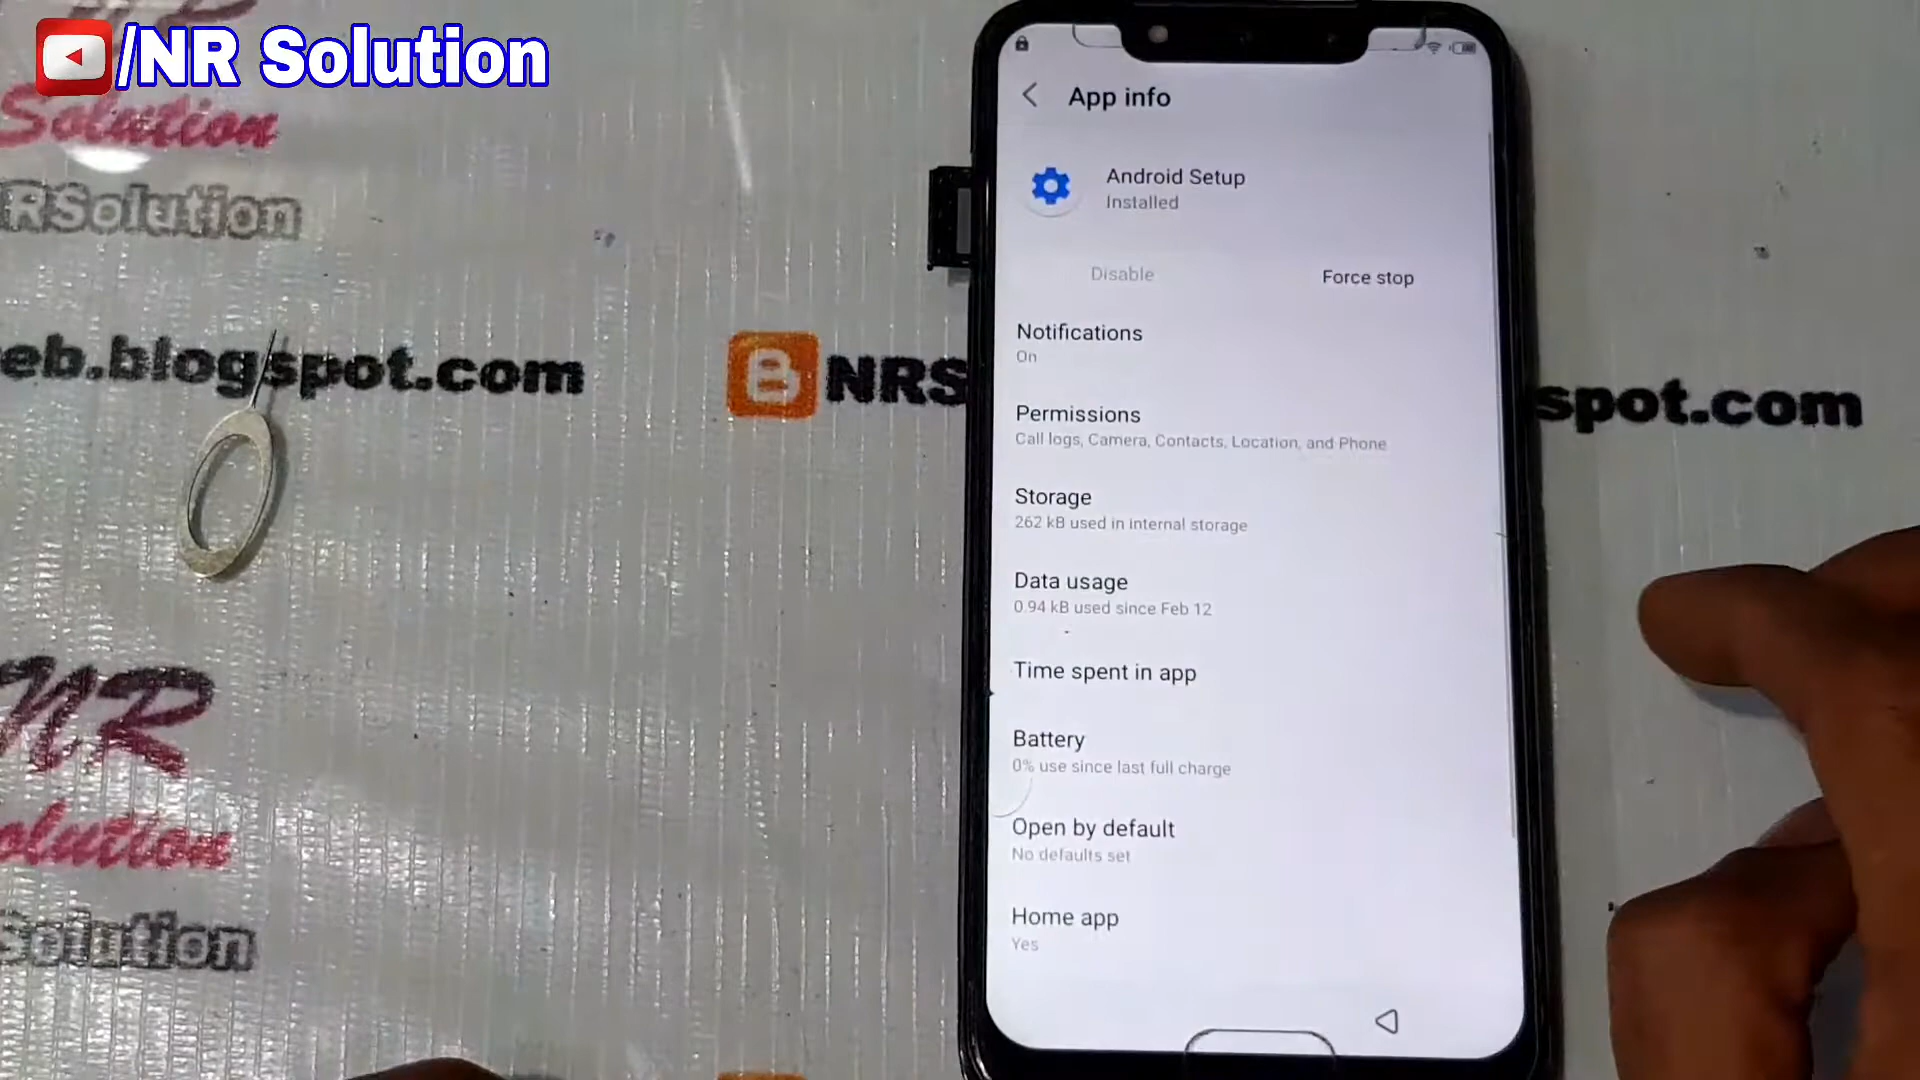 /NR Solution
Solution
RSolution
eb.blogspot.com
NRS
spot.com
NR
olution
Solution
App info
Android Setup
Installed
Disable
Force stop
Notifications
On
Permissions
Call logs, Camera, Contacts, Location, and Phone
Storage
262 kB used in internal storage
Data usage
0.94 kB used since Feb 12
Time spent in app
Battery
0% use since last full charge
Open by default
No defaults set
Home app
Yes